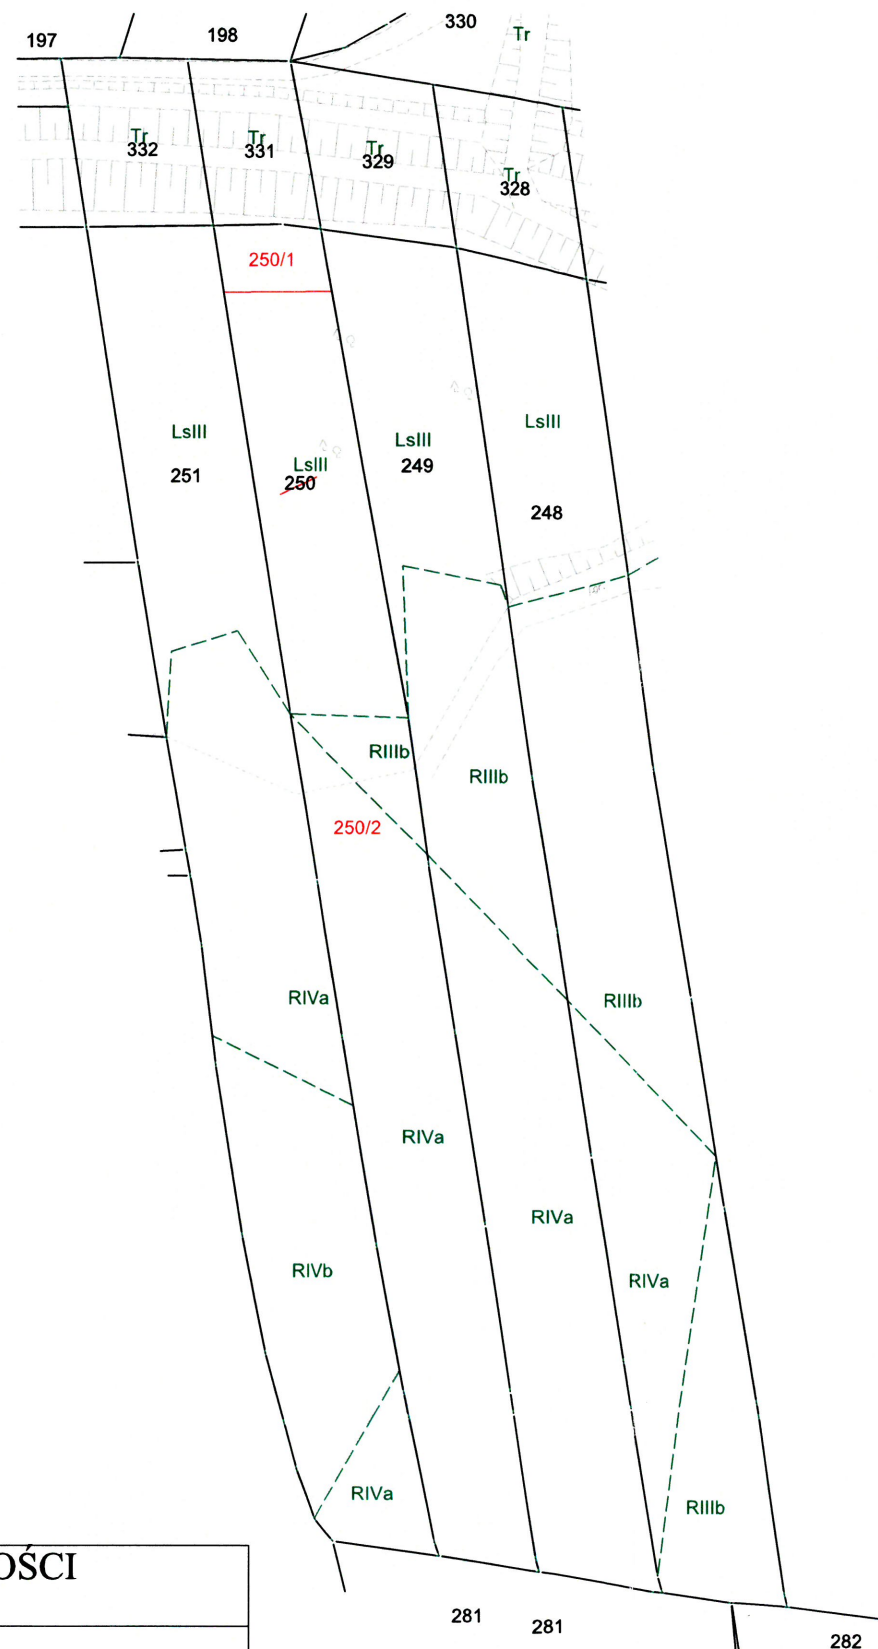 197
198
330
Tr
Tr
332
Tr
331
Tr
329
Tr
328
250/1
LsIII
251
LsIII
250
LsIII
249
LsIII
248
RIIIb
RIIIb
250/2
RIVa
RIIIb
RIVa
RIVa
RIVb
RIVa
RIVa
RIIIb
OŚCI
281
281
282